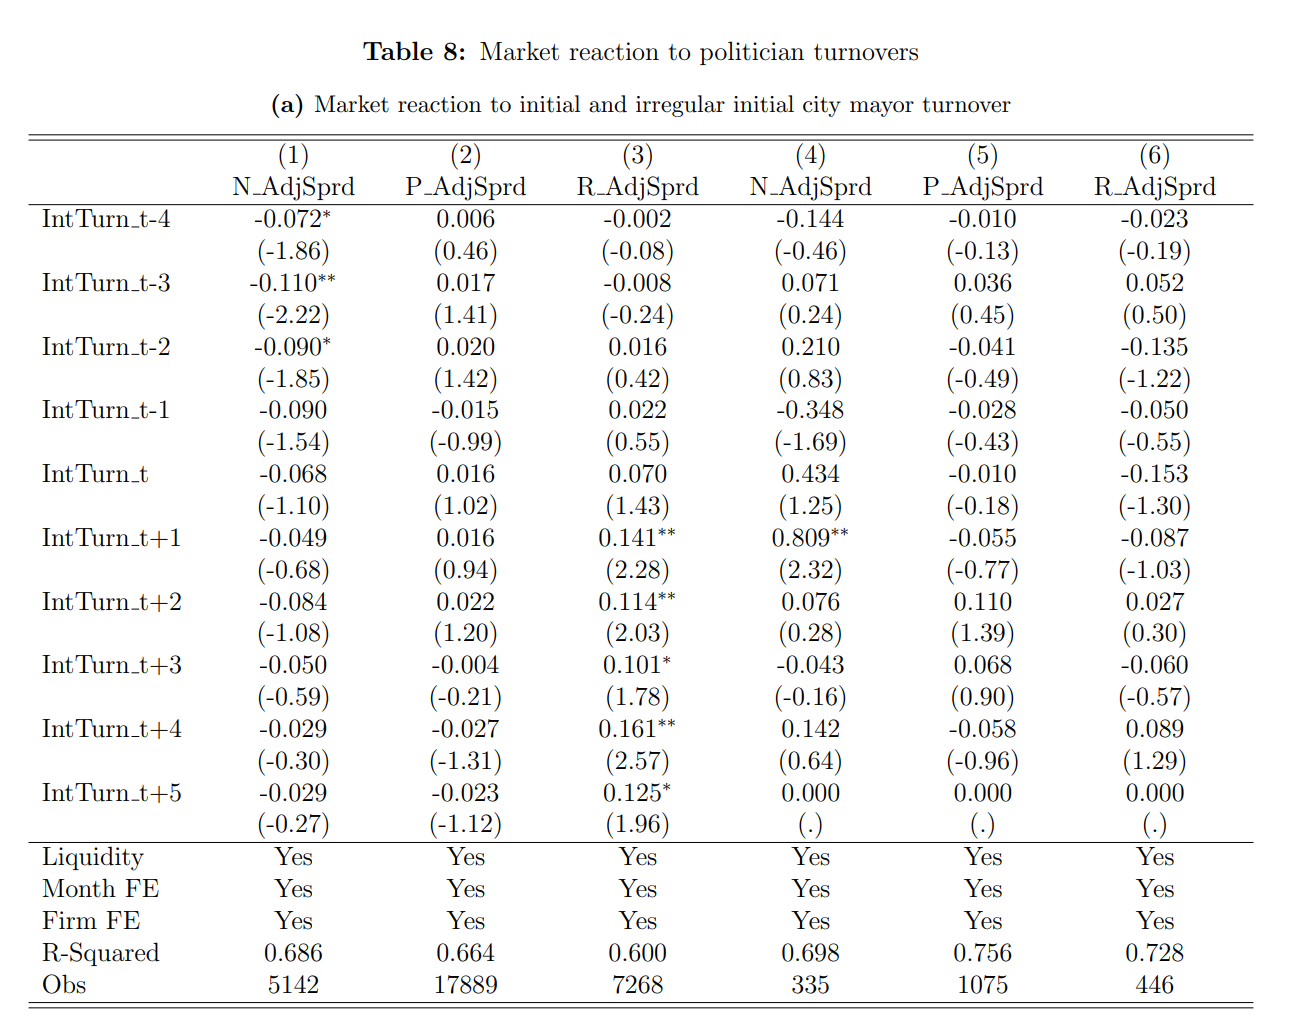 Table 8: Market reaction to politician turnovers
(a) Market reaction to initial and irregular initial city mayor turnover
(1) (2) (3) (4) (5) (6)
N_AdjSprd P_AdjSprd R_AdjSprd N_AdjSprd P_AdjSprd R_AdjSprd
IntTurn_t-4 -0.072* 0.006 -0.002 -0.144 -0.010 -0.023
(-1.86) (0.46) (-0.08) (-0.46) (-0.13) (-0.19)
IntTurn_t-3 -0.110** 0.017 -0.008 0.071 0.036 0.052
(-2.22) (1.41) (-0.24) (0.24) (0.45) (0.50)
IntTurn_t-2 -0.090* 0.020 0.016 0.210 -0.041 -0.135
(-1.85) (1.42) (0.42) (0.83) (-0.49) (-1.22)
IntTurn_t-1 -0.090 -0.015 0.022 -0.348 -0.028 -0.050
(-1.54) (-0.99) (0.55) (-1.69) (-0.43) (-0.55)
IntTurn_t -0.068 0.016 0.070 0.434 -0.010 -0.153
(-1.10) (1.02) (1.43) (1.25) (-0.18) (-1.30)
IntTurn_t+1 -0.049 0.016 0.141** 0.809** -0.055 -0.087
(-0.68) (0.94) (2.28) (2.32) (-0.77) (-1.03)
IntTurn_t+2 -0.084 0.022 0.114** 0.076 0.110 0.027
(-1.08) (1.20) (2.03) (0.28) (1.39) (0.30)
IntTurn_t+3 -0.050 -0.004 0.101* -0.043 0.068 -0.060
(-0.59) (-0.21) (1.78) (-0.16) (0.90) (-0.57)
IntTurn_t+4 -0.029 -0.027 0.161** 0.142 -0.058 0.089
(-0.30) (-1.31) (2.57) (0.64) (-0.96) (1.29)
IntTurn_t+5 -0.029 -0.023 0.125* 0.000 0.000 0.000
(-0.27) (-1.12) (1.96) (.) (.) (.)
Liquidity Yes Yes Yes Yes Yes Yes
Month FE Yes Yes Yes Yes Yes Yes
Firm FE Yes Yes Yes Yes Yes Yes
R-Squared 0.686 0.664 0.600 0.698 0.756 0.728
Obs 5142 17889 7268 335 1075 446